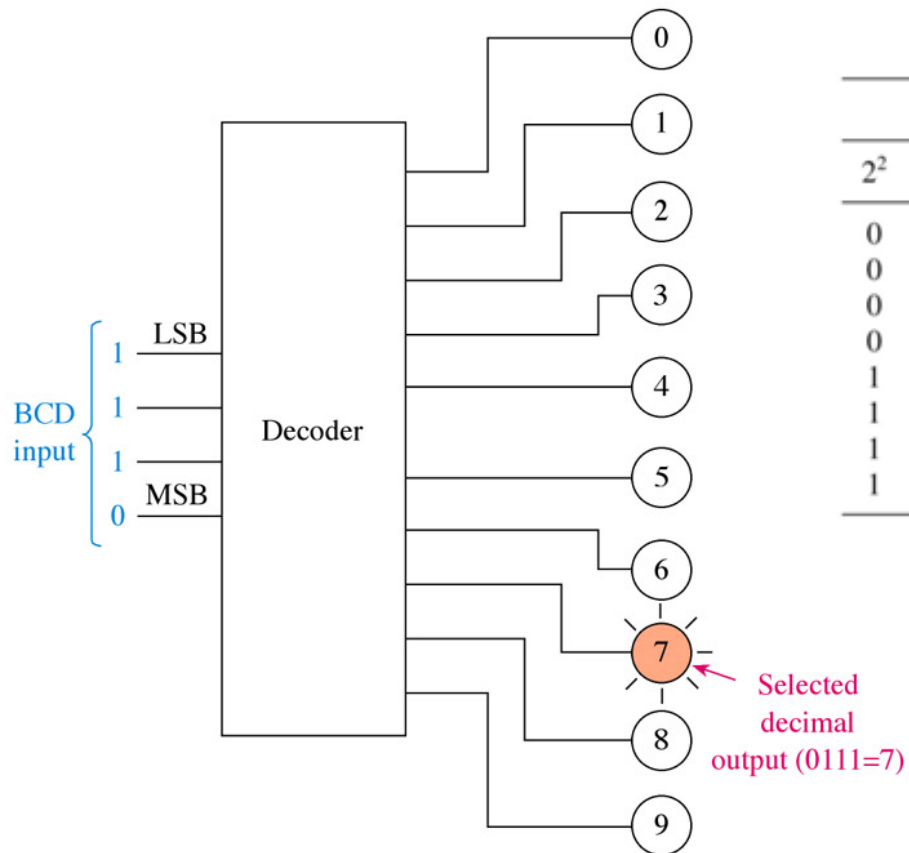 0
1
2
3
4
5
6
7
8
9
1 LSB
1
1
0 MSB
BCD
input
Decoder
Selected
decimal
output (0111=7)
2²
0
0
0
0
1
1
1
1